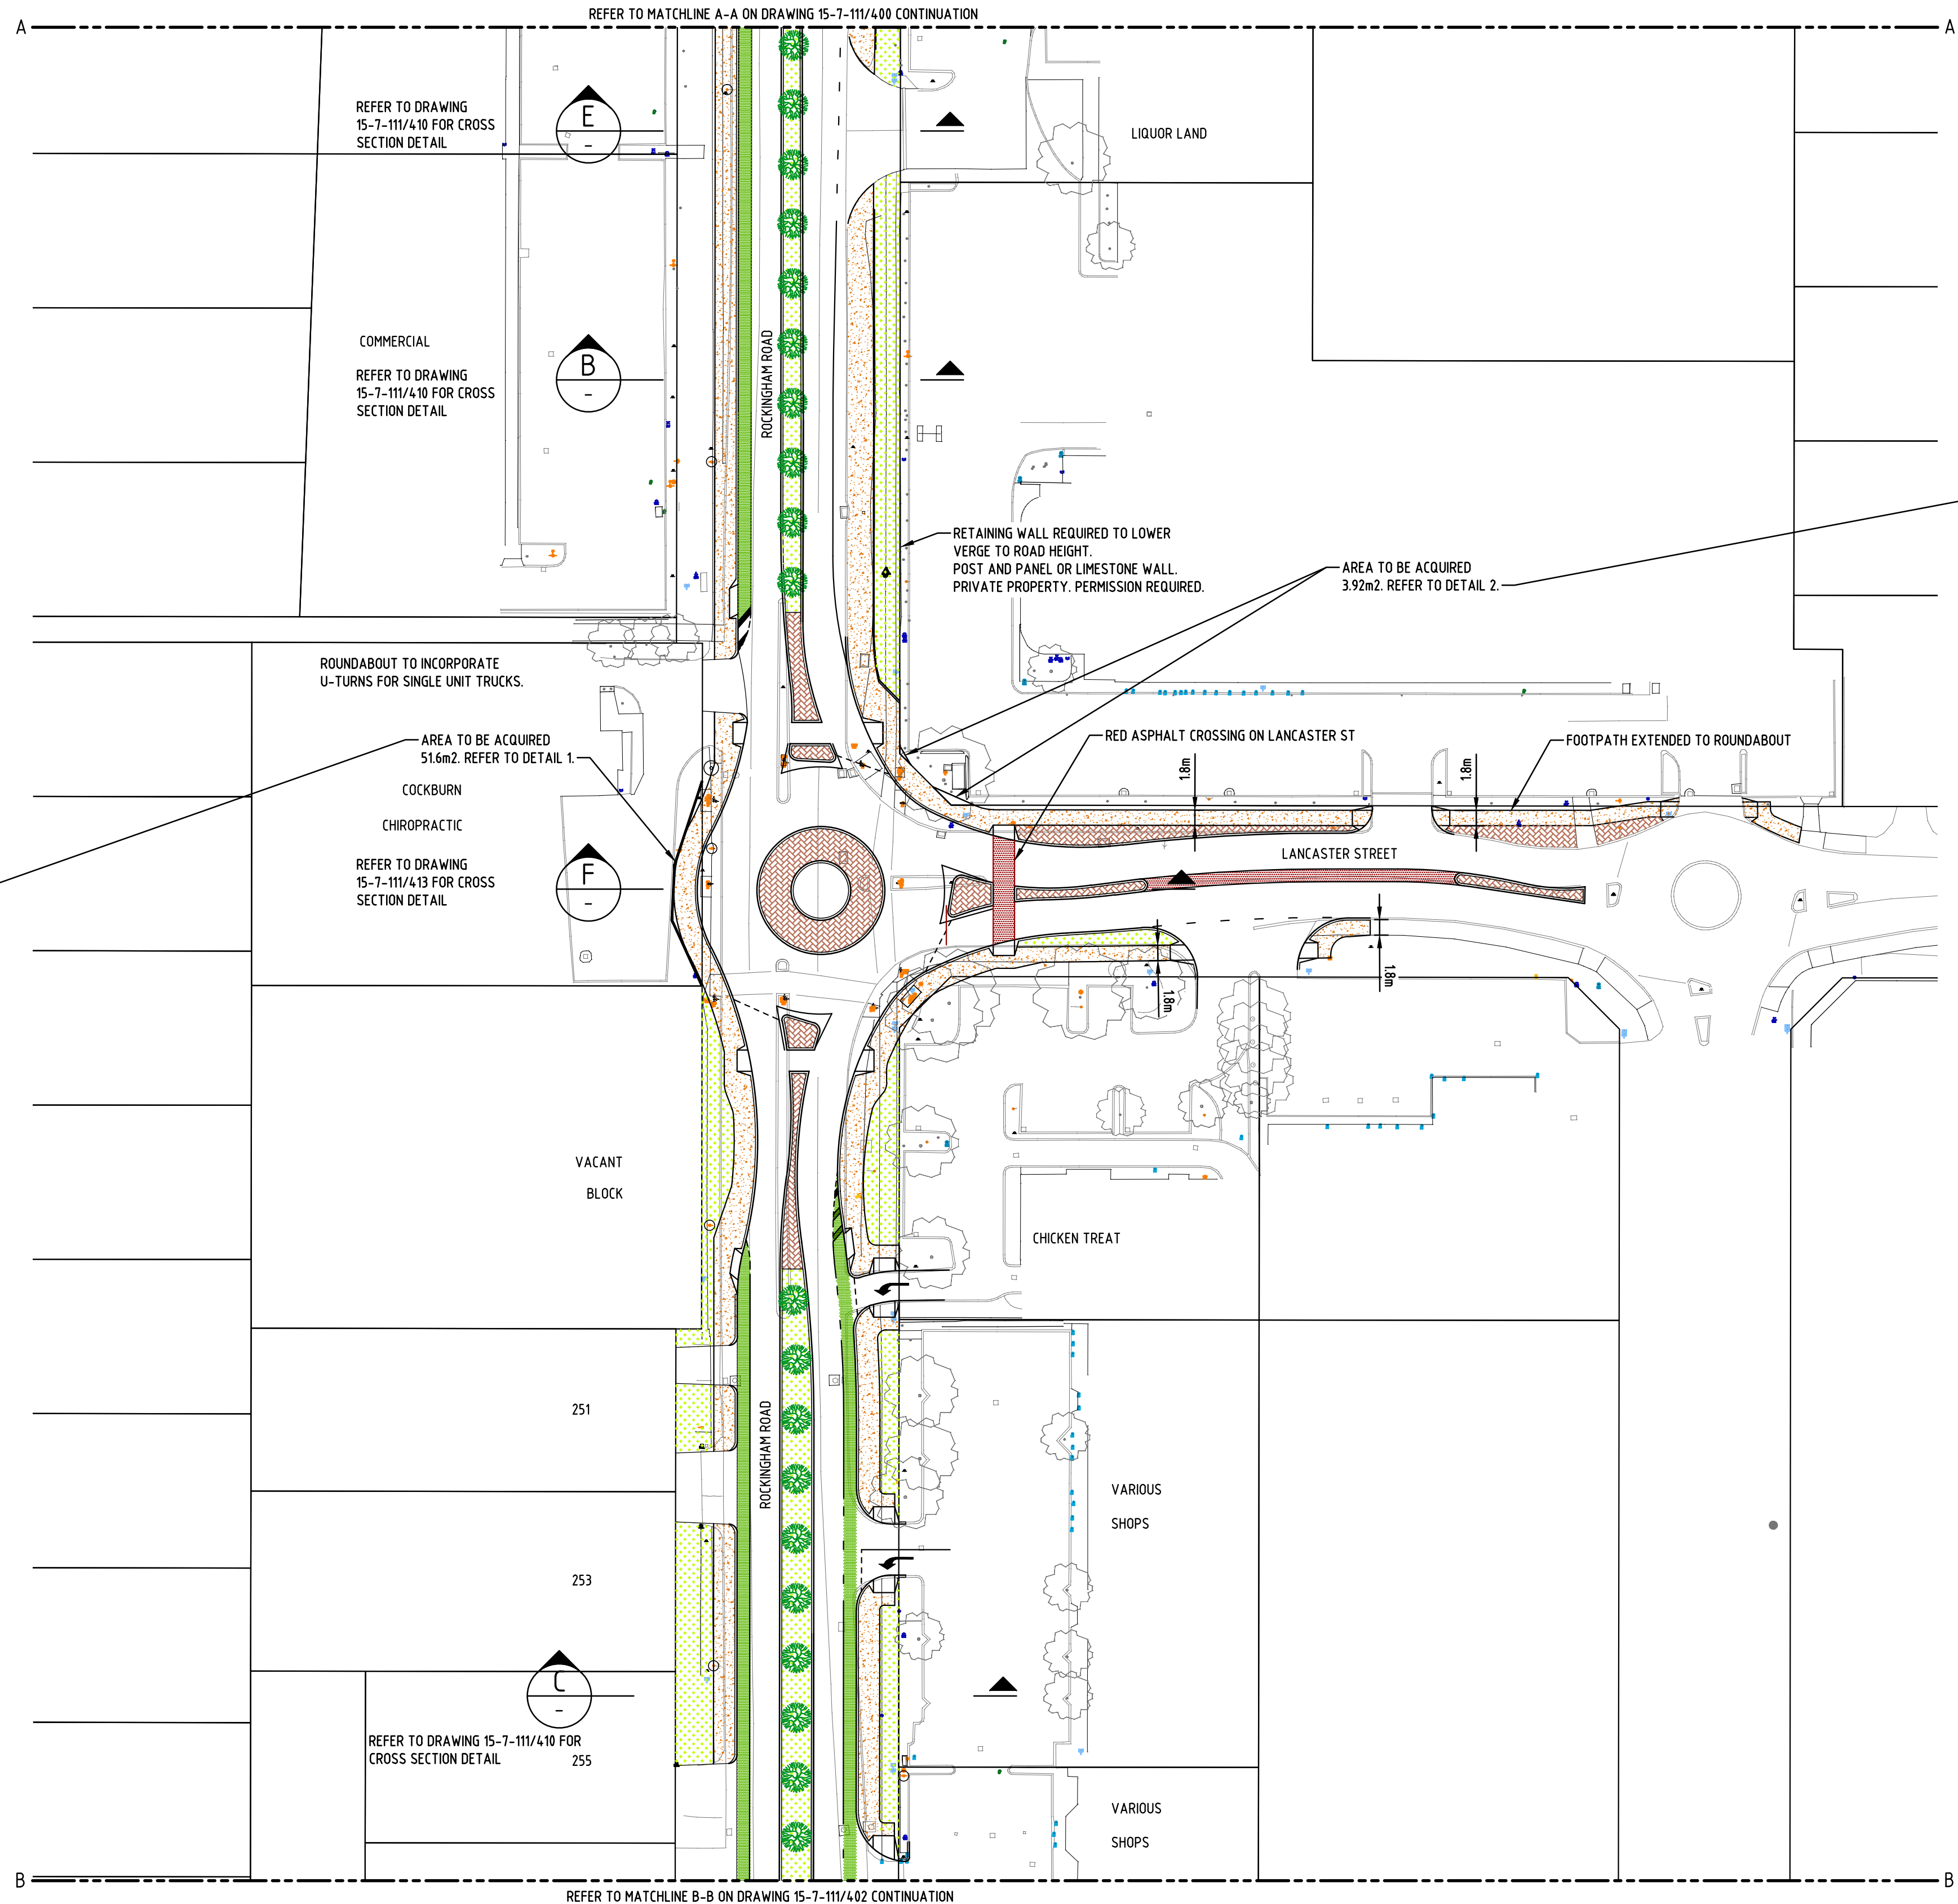 REFER TO MATCHLINE A-A ON DRAWING 15-7-111/400 CONTINUATION
A
A
REFER TO DRAWING
15-7-111/410 FOR CROSS
SECTION DETAIL
E
-
LIQUOR LAND
COMMERCIAL
REFER TO DRAWING
15-7-111/410 FOR CROSS
SECTION DETAIL
B
-
ROCKINGHAM ROAD
RETAINING WALL REQUIRED TO LOWER
VERGE TO ROAD HEIGHT.
POST AND PANEL OR LIMESTONE WALL.
PRIVATE PROPERTY. PERMISSION REQUIRED.
AREA TO BE ACQUIRED
3.92m2. REFER TO DETAIL 2.
ROUNDABOUT TO INCORPORATE
U-TURNS FOR SINGLE UNIT TRUCKS.
AREA TO BE ACQUIRED
51.6m2. REFER TO DETAIL 1.
RED ASPHALT CROSSING ON LANCASTER ST
FOOTPATH EXTENDED TO ROUNDABOUT
1.8m
1.8m
COCKBURN
CHIROPRACTIC
LANCASTER STREET
REFER TO DRAWING
15-7-111/413 FOR CROSS
SECTION DETAIL
F
-
1.8m
1.8m
VACANT
BLOCK
CHICKEN TREAT
251
ROCKINGHAM ROAD
VARIOUS
SHOPS
253
C
-
REFER TO DRAWING 15-7-111/410 FOR
CROSS SECTION DETAIL
255
VARIOUS
SHOPS
B
B
REFER TO MATCHLINE B-B ON DRAWING 15-7-111/402 CONTINUATION